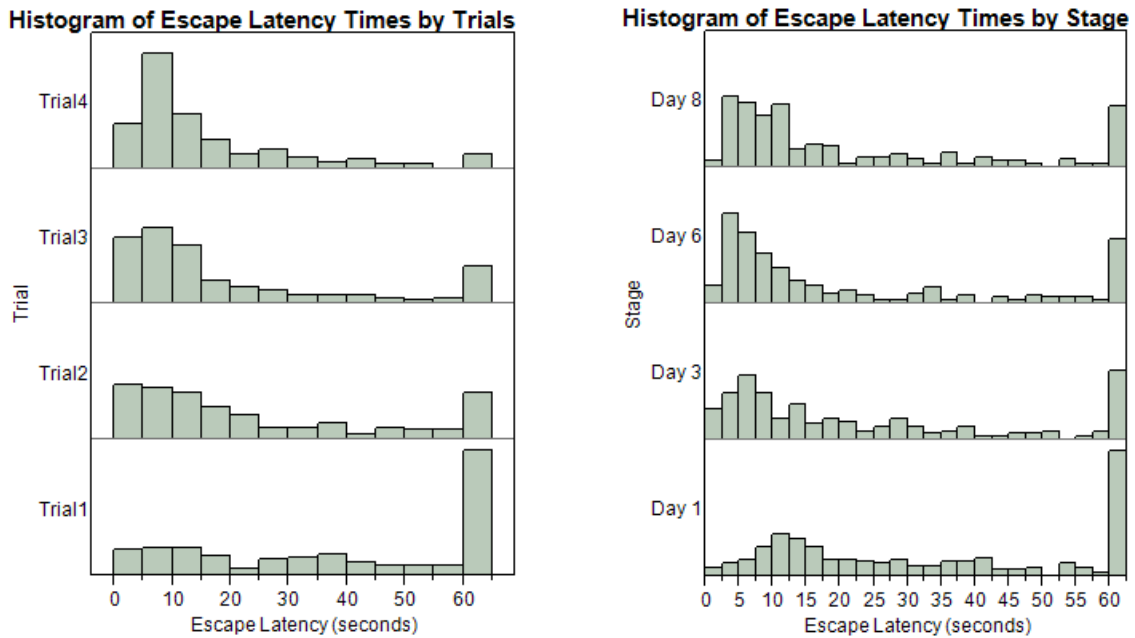 Histogram of Escape Latency Times by Trials
Trial4
Trial3
Trial2
Trial1
Trial
0 10 20 30 40 50 60
Escape Latency (seconds)
Histogram of Escape Latency Times by Stage
Day 8
Day 6
Day 3
Day 1
Stage
0 5 10 15 20 25 30 35 40 45 50 55 60
Escape Latency (seconds)